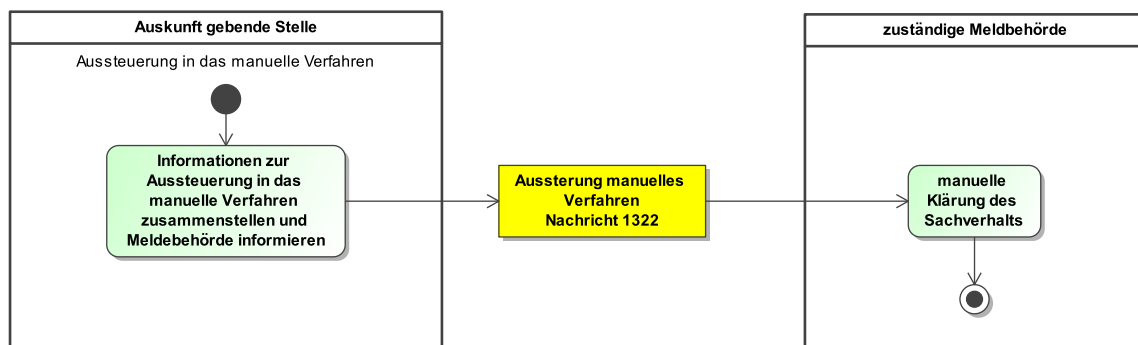 Auskunft gebende Stelle
Aussteuerung in das manuelle Verfahren
Informationen zur
Aussteuerung in das
manuelle Verfahren
zusammenstellen und
Meldebehörde informieren
Aussterung manuelles
Verfahren
Nachricht 1322
zuständige Meldbehörde
manuelle
Klärung des
Sachverhalts